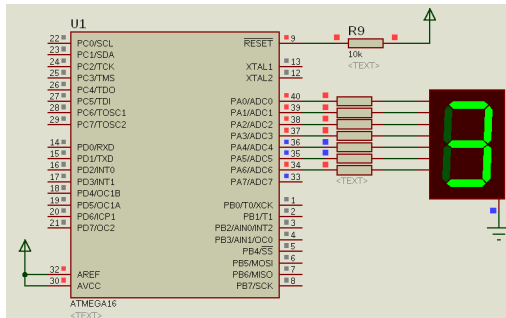 U1
R9
10k
<TEXT>
22 PC0/SCL
23 PC1/SDA
24 PC2/TCK
25 PC3/TMS
26 PC4/TDO
27 PC5/TDI
28 PC6/TOSC1
29 PC7/TOSC2
14 PD0/RXD
15 PD1/TXD
16 PD2/INT0
17 PD3/INT1
18 PD4/OC1B
19 PD5/OC1A
20 PD6/ICP1
21 PD7/OC2
32 AREF
30 AVCC
RESET 9
XTAL1 13
XTAL2 12
PA0/ADC0 40
PA1/ADC1 39
PA2/ADC2 38
PA3/ADC3 37
PA4/ADC4 36
PA5/ADC5 35
PA6/ADC6 34
PA7/ADC7 33
<TEXT>
PB0/T0/XCK 1
PB1/T1 2
PB2/AIN0/INT2 3
PB3/AIN1/OC0 4
PB4/SS 5
PB5/MOSI 6
PB6/MISO 7
PB7/SCK 8
ATMEGA16
<TEXT>